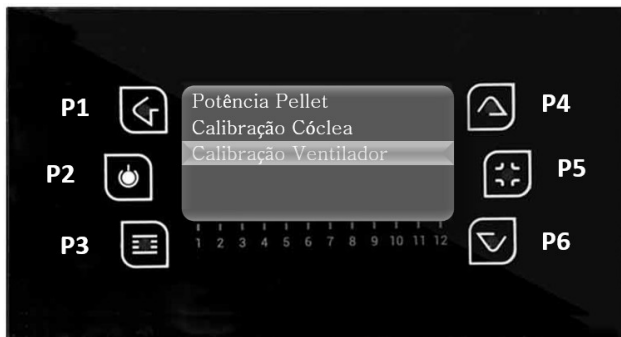 P1
P2
P3
Potência Pellet
Calibração Cóclea
Calibração Ventilador
1 2 3 4 5 6 7 8 9 10 11 12
P4
P5
P6